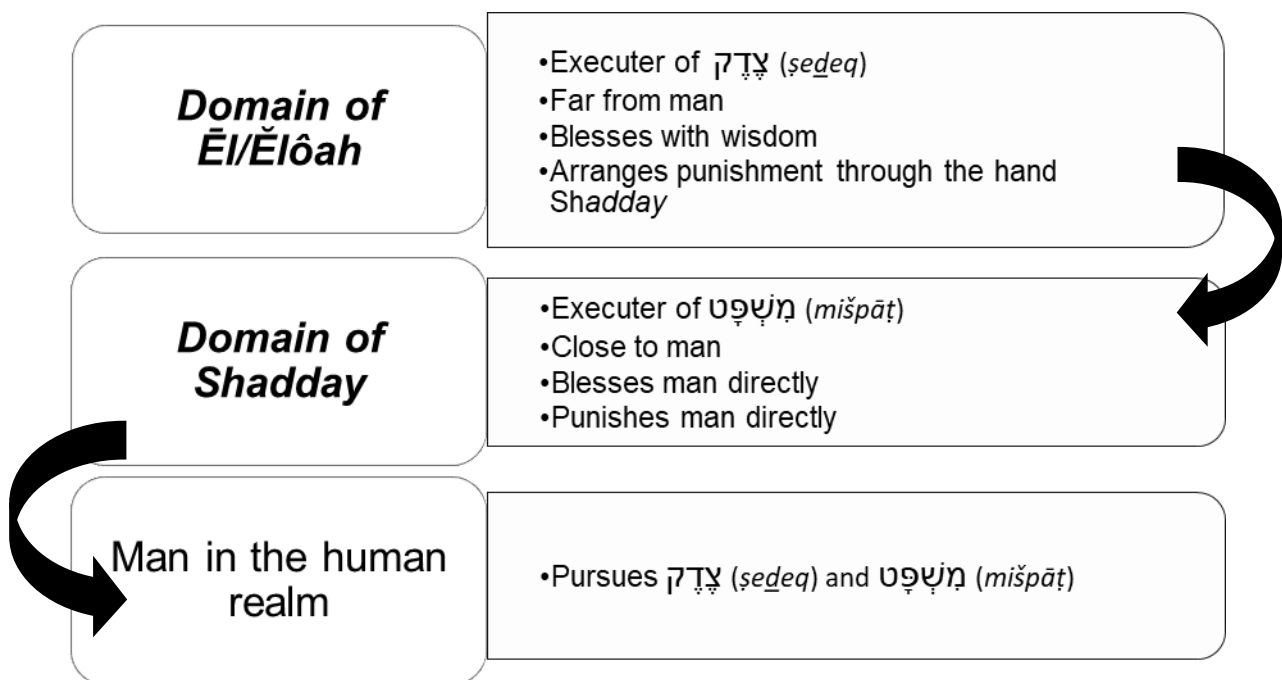 Domain of
Ēl/Ĕlôah
•Executer of צֶדֶק (ṣeḏeq)
•Far from man
•Blesses with wisdom
•Arranges punishment through the hand
Shadday
Domain of
Shadday
•Executer of מִשְׁפָּט (mišpāṭ)
•Close to man
•Blesses man directly
•Punishes man directly
Man in the human
realm
•Pursues צֶדֶק (ṣeḏeq) and מִשְׁפָּט (mišpāṭ)